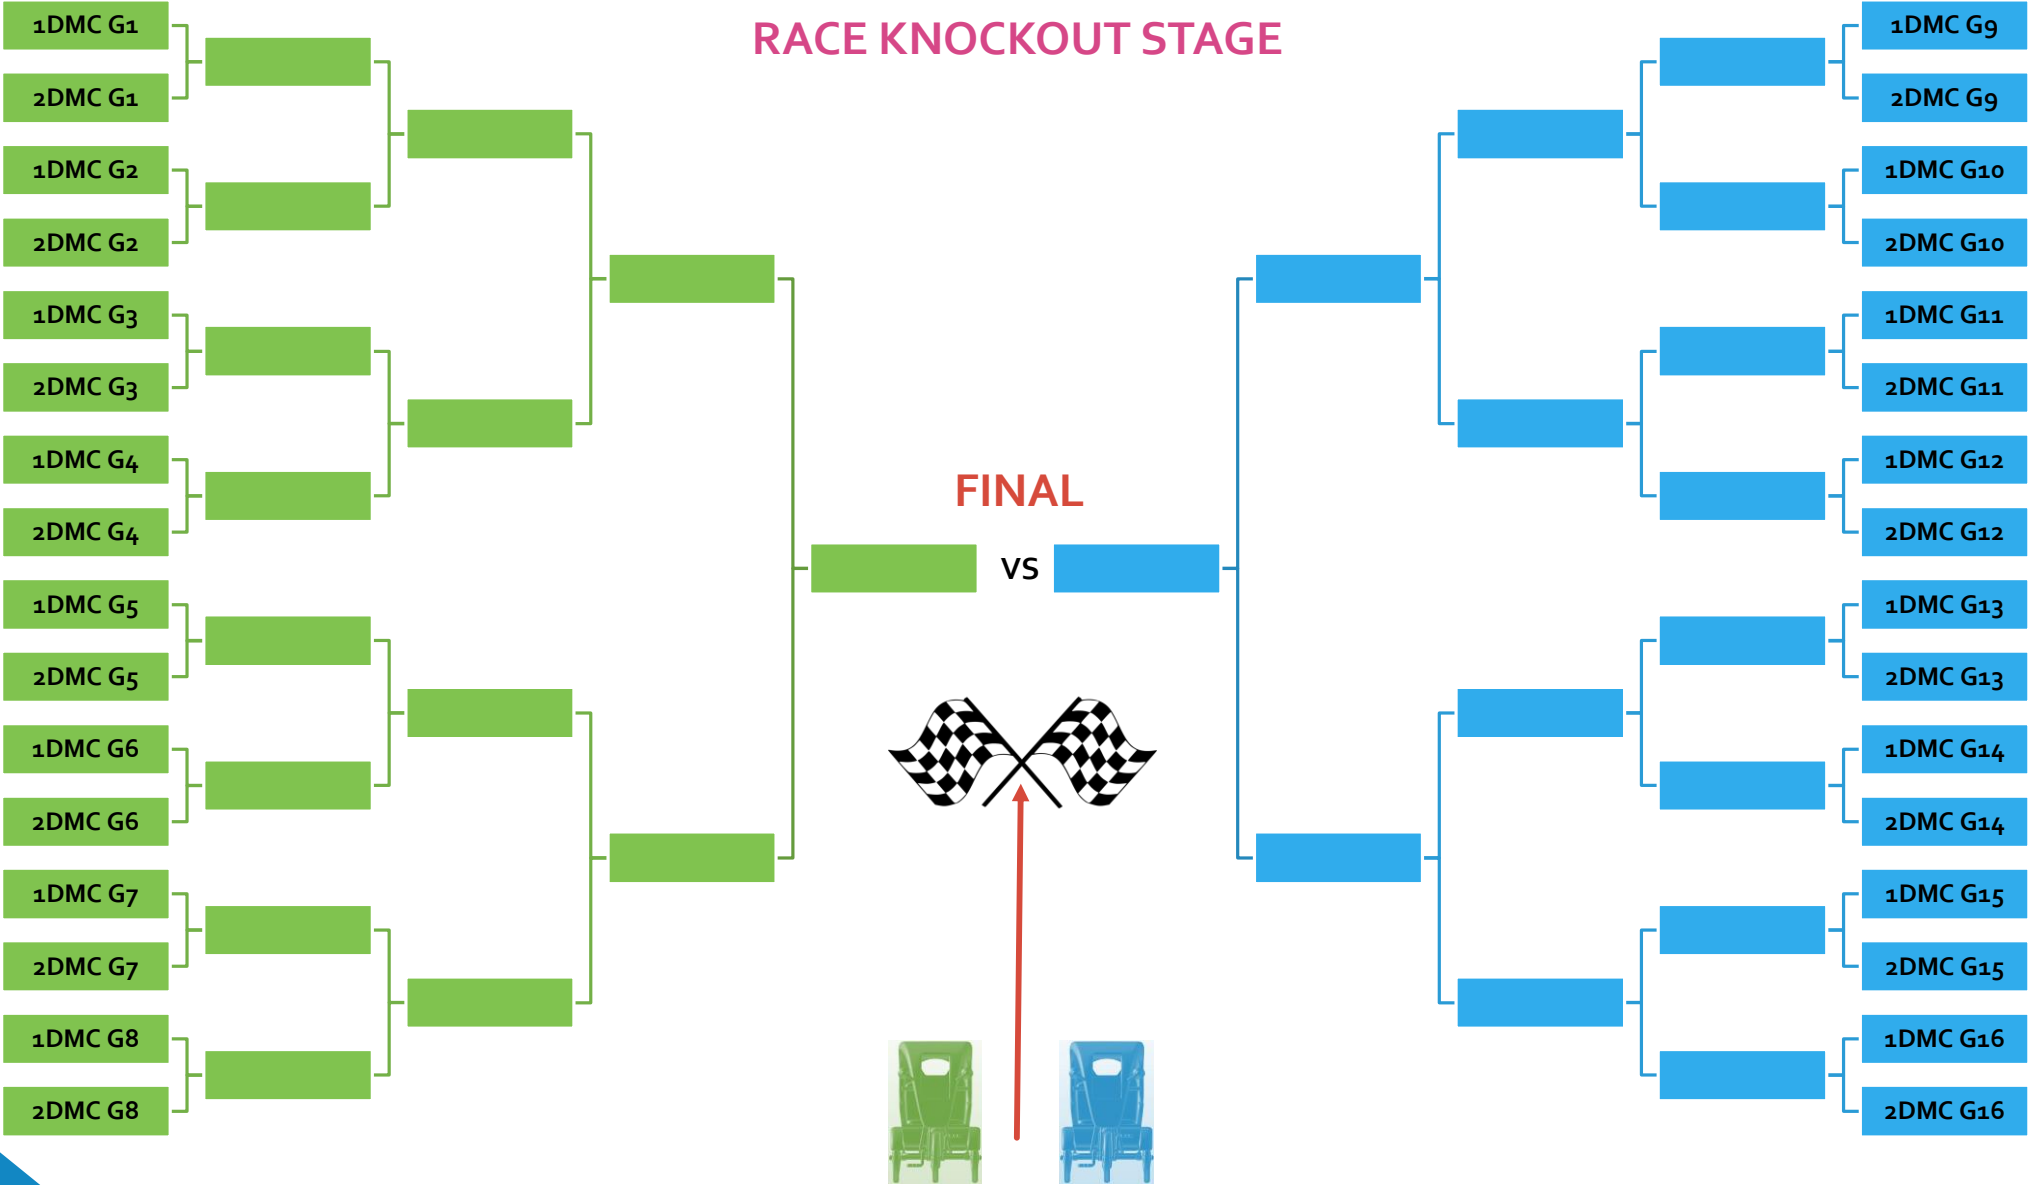 RACE KNOCKOUT STAGE
1DMC G1
2DMC G1
1DMC G2
2DMC G2
1DMC G3
2DMC G3
1DMC G4
2DMC G4
1DMC G5
2DMC G5
1DMC G6
2DMC G6
1DMC G7
2DMC G7
1DMC G8
2DMC G8
FINAL
VS
1DMC G9
2DMC G9
1DMC G10
2DMC G10
1DMC G11
2DMC G11
1DMC G12
2DMC G12
1DMC G13
2DMC G13
1DMC G14
2DMC G14
1DMC G15
2DMC G15
1DMC G16
2DMC G16